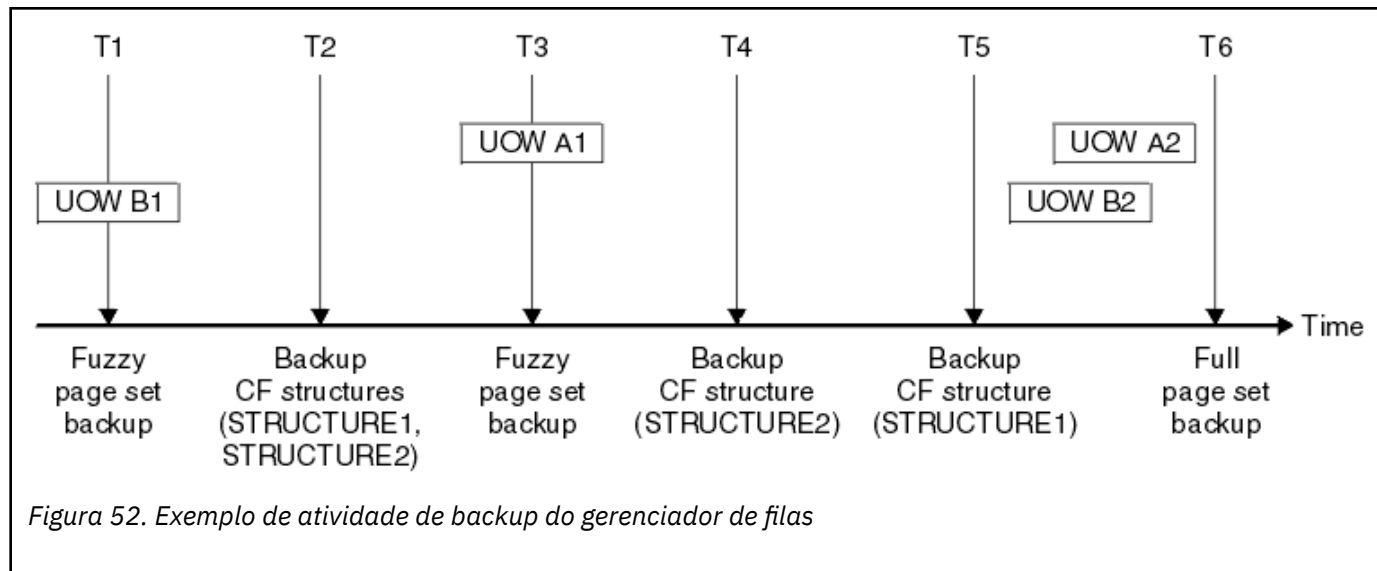 T1
T2
T3
T4
T5
T6
UOW A1
UOW A2
UOW B1
UOW B2
Time
Fuzzy
page set
backup
Backup
CF structures
(STRUCTURE1,
STRUCTURE2)
Fuzzy
page set
backup
Backup
CF structure
(STRUCTURE2)
Backup
CF structure
(STRUCTURE1)
Full
page set
backup
Figura 52. Exemplo de atividade de backup do gerenciador de filas